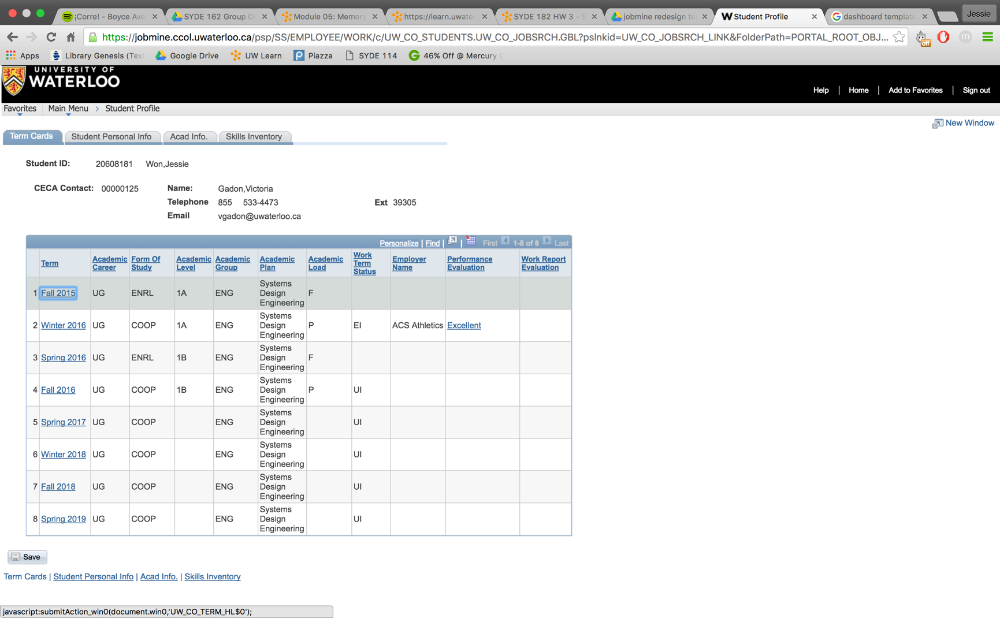 ¡Corre! - Boyce Ave
SYDE 162 Group O
Module 05: Memory
https://learn.uwater
SYDE 182 HW 3 - S
jobmine redesign te
Student Profile
dashboard template
Jessie
https://jobmine.ccol.uwaterloo.ca/psp/SS/EMPLOYEE/WORK/c/UW_CO_STUDENTS.UW_CO_JOBSRCH.GBL?pslnkid=UW_CO_JOBSRCH_LINK&FolderPath=PORTAL_ROOT_OBJ...
off
m
Apps
Library Genesis (Tex
Google Drive
UW Learn
Piazza
SYDE 114
46% Off @ Mercury
UNIVERSITY OF
WATERLOO
Help | Home | Add to Favorites | Sign out
Favorites
Main Menu > Student Profile
New Window
Term Cards
Student Personal Info
Acad Info.
Skills Inventory
Student ID: 20608181 Won,Jessie
CECA Contact: 00000125 Name: Gadon,Victoria
Telephone 855 533-4473 Ext 39305
Email vgadon@uwaterloo.ca
Personalize | Find | | First 1-8 of 8 Last
Term
Academic Career
Form Of Study
Academic Level
Academic Group
Academic Plan
Academic Load
Work Term Status
Employer Name
Performance Evaluation
Work Report Evaluation
1 Fall 2015 UG ENRL 1A ENG Systems Design Engineering F
2 Winter 2016 UG COOP 1A ENG Systems Design Engineering P EI ACS Athletics Excellent
3 Spring 2016 UG ENRL 1B ENG Systems Design Engineering F
4 Fall 2016 UG COOP 1B ENG Systems Design Engineering P UI
5 Spring 2017 UG COOP ENG Systems Design Engineering UI
6 Winter 2018 UG COOP ENG Systems Design Engineering UI
7 Fall 2018 UG COOP ENG Systems Design Engineering UI
8 Spring 2019 UG COOP ENG Systems Design Engineering UI
Save
Term Cards | Student Personal Info | Acad Info. | Skills Inventory
javascript:submitAction_win0(document.win0,'UW_CO_TERM_HL$0');